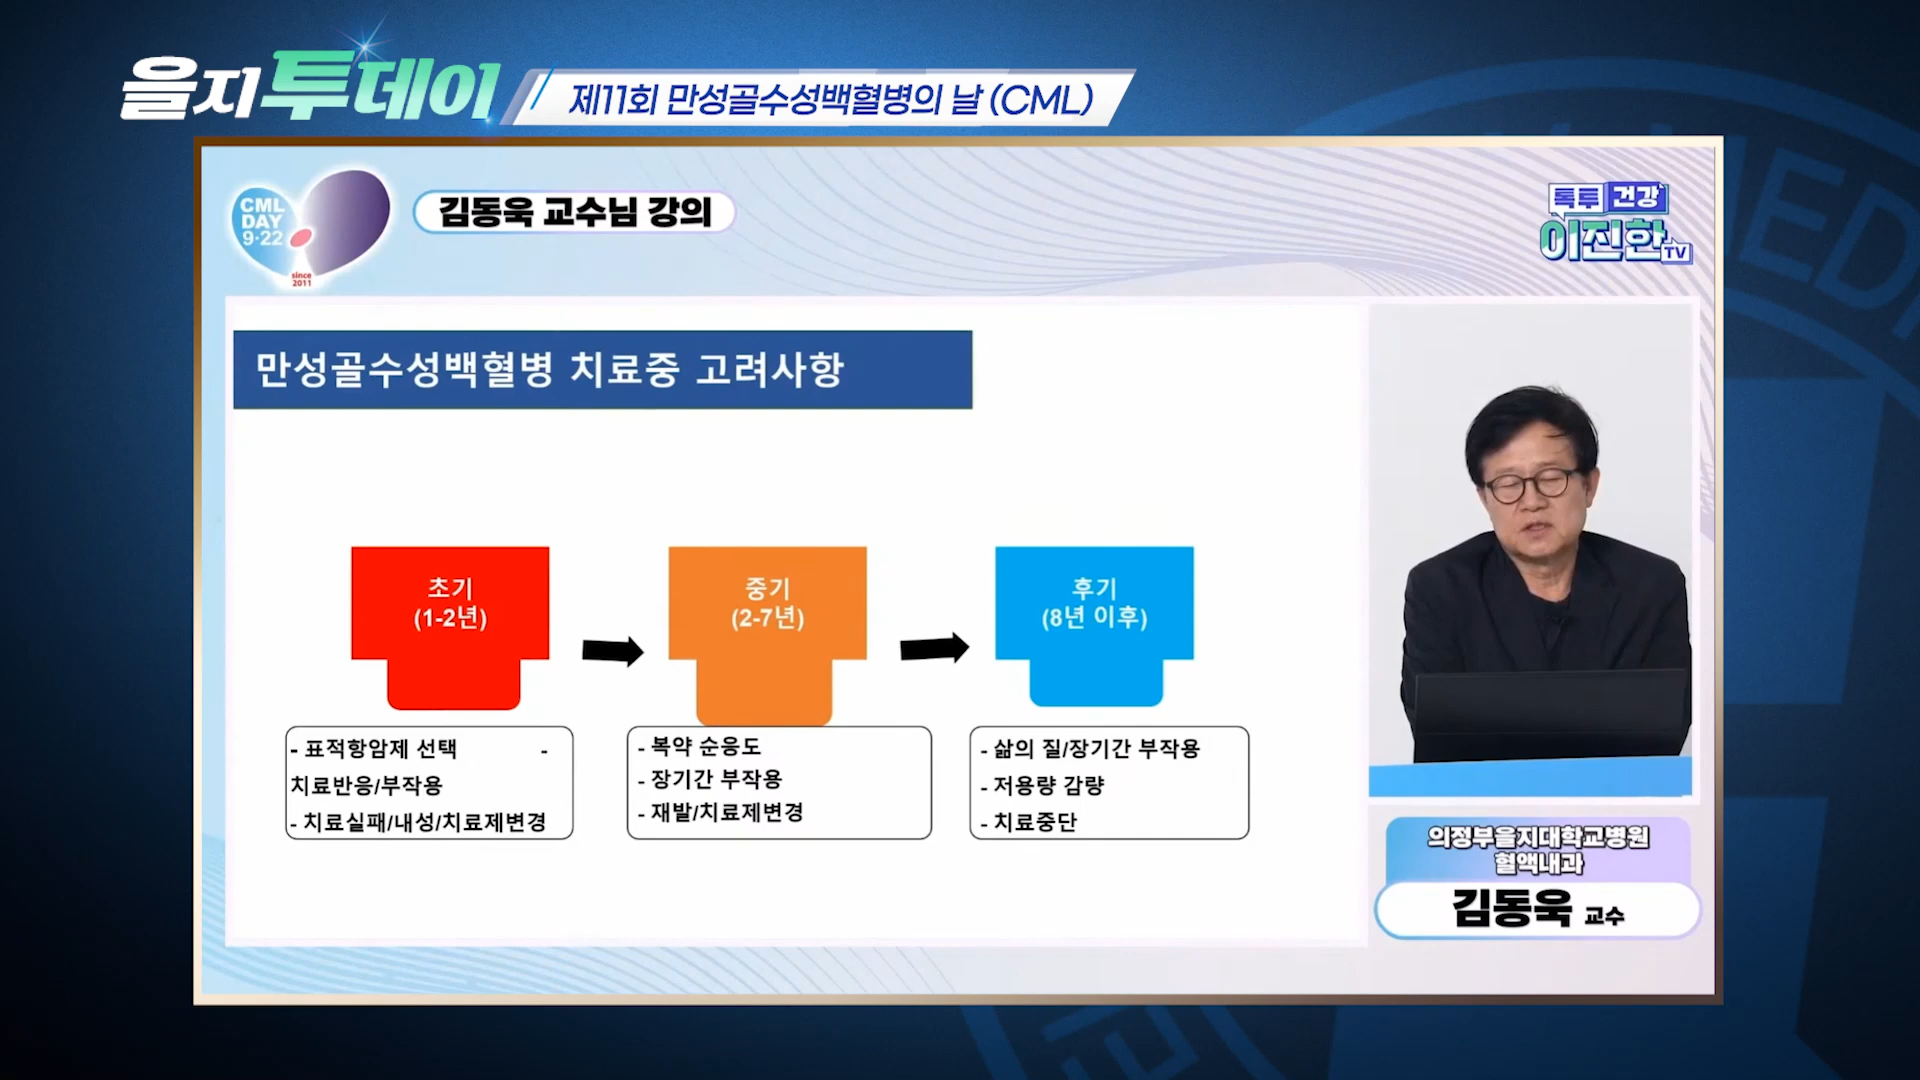 을지투데이
제11회 만성골수성백혈병의 날 (CML)
CML
DAY
9·22
since
2011
김동욱 교수님 강의
톡투 건강
이진한 TV
만성골수성백혈병 치료중 고려사항
초기
(1-2년)
중기
(2-7년)
후기
(8년 이후)
- 표적항암제 선택 -
치료반응/부작용
- 치료실패/내성/치료제변경
- 복약 순응도
- 장기간 부작용
- 재발/치료제변경
- 삶의 질/장기간 부작용
- 저용량 감량
- 치료중단
의정부을지대학교병원
혈액내과
김동욱 교수